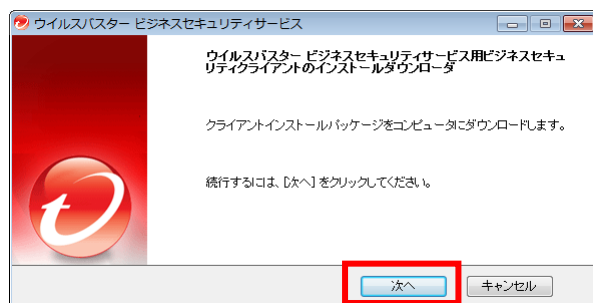 ウイルスバスター ビジネスセキュリティサービス
ウイルスバスター ビジネスセキュリティサービス用ビジネスセキュ
リティクライアントのインストールダウンローダ
クライアントインストールパッケージをコンピュータにダウンロードします。
続行するには、[次へ] をクリックしてください。
次へ
キャンセル